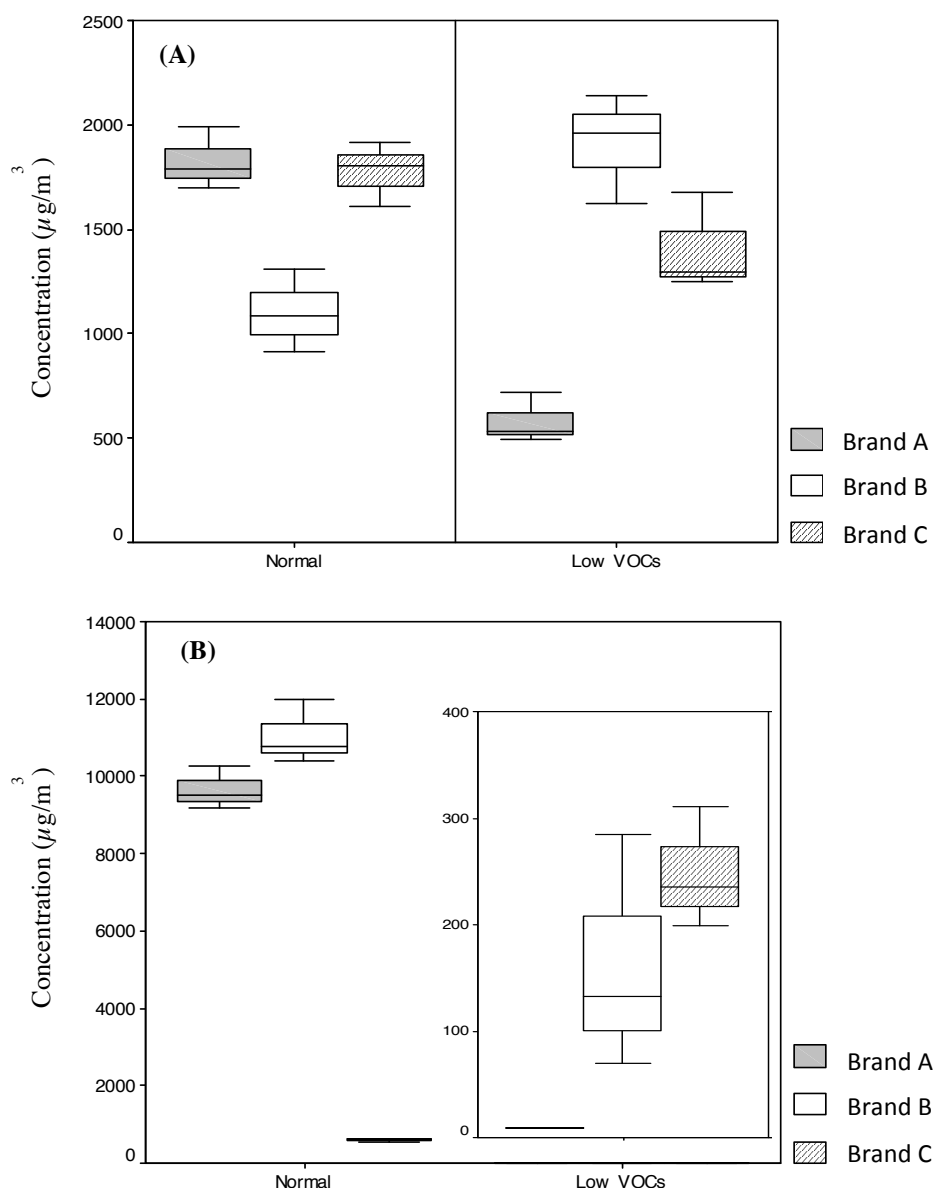 (A)
2500
2000
1500
1000
500
0
Concentration (µg/m³)
Normal
Low VOCs
Brand A
Brand B
Brand C
(B)
14000
12000
10000
8000
6000
4000
2000
0
Concentration (µg/m³)
400
300
200
100
0
Normal
Low VOCs
Brand A
Brand B
Brand C